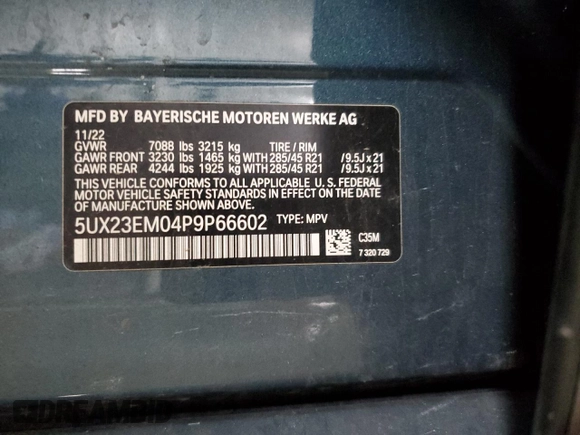 MFD BY BAYERISCHE MOTOREN WERKE AG
11/22
GVWR 7088 lbs 3215 kg TIRE / RIM
GAWR FRONT 3230 lbs 1465 kg WITH 285/45 R21 /9.5J x 21
GAWR REAR 4244 lbs 1925 kg WITH 285/45 R21 /9.5J x 21
THIS VEHICLE CONFORMS TO ALL APPLICABLE U. S. FEDERAL
MOTOR VEHICLE SAFETY STANDARDS IN EFFECT ON THE DATE OF
MANUFACTURE SHOWN ABOVE.
5UX23EM04P9P66602 TYPE: MPV
C35M
7 320 729
DREAMBID